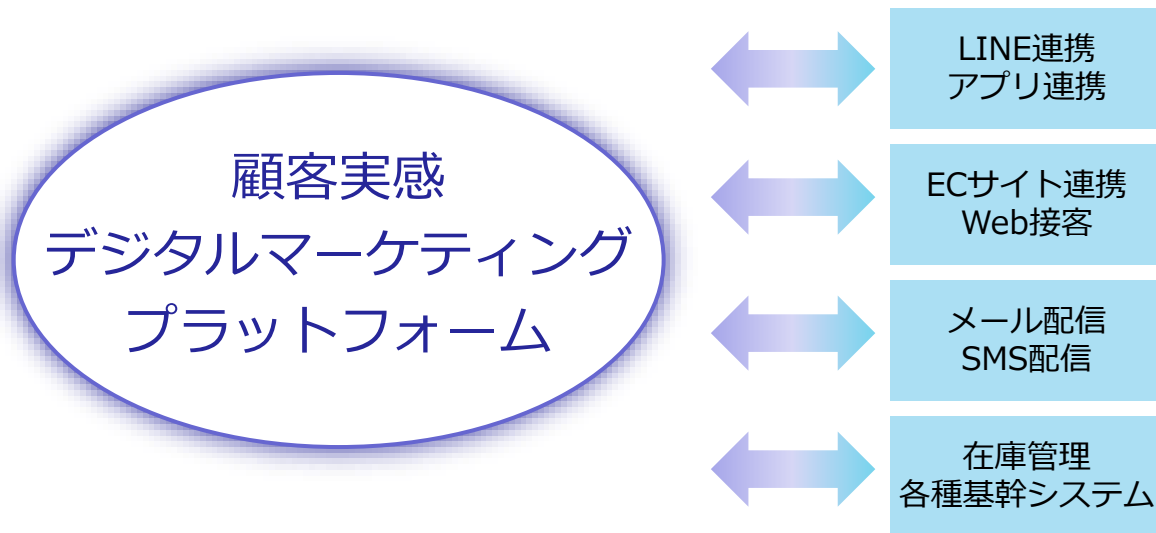 顧客実感
デジタルマーケティング
プラットフォーム
LINE連携
アプリ連携
ECサイト連携
Web接客
メール配信
SMS配信
在庫管理
各種基幹システム